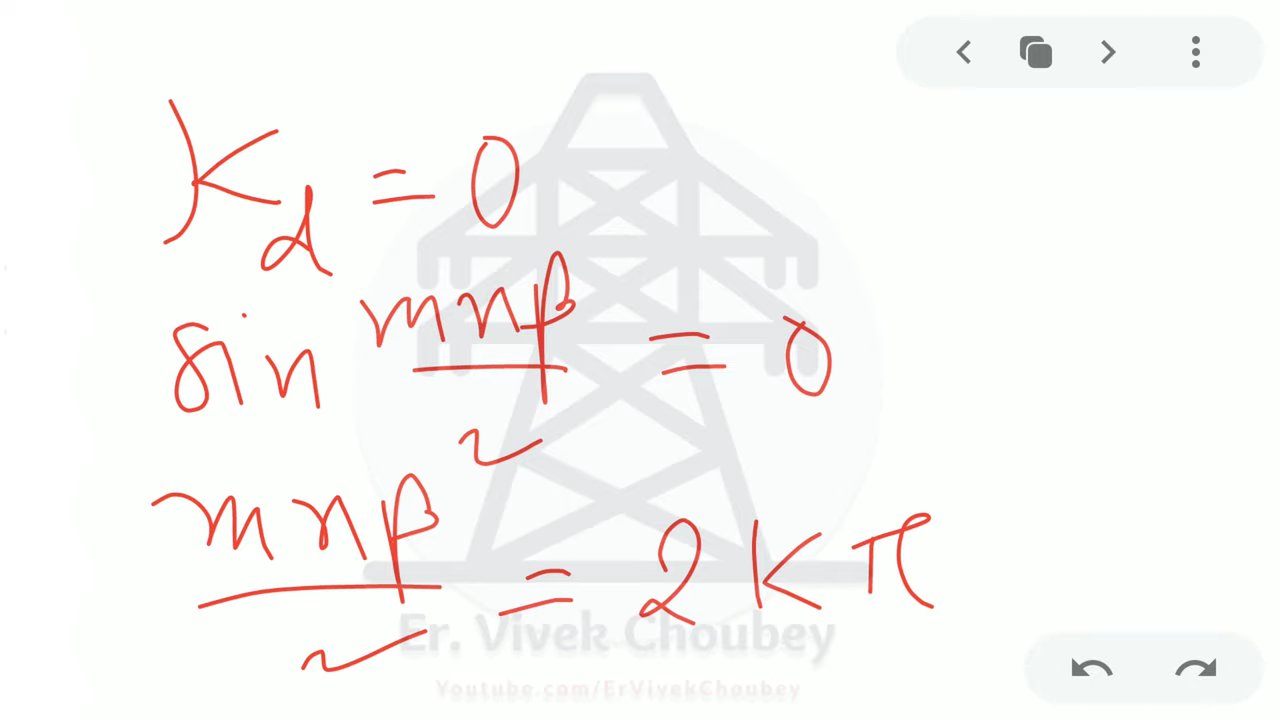 Kd = 0
sin mnβ/2 = 0
mnβ/2 = 2Kπ
Er. Vivek Choubey
Youtube.com/ErVivekChoubey